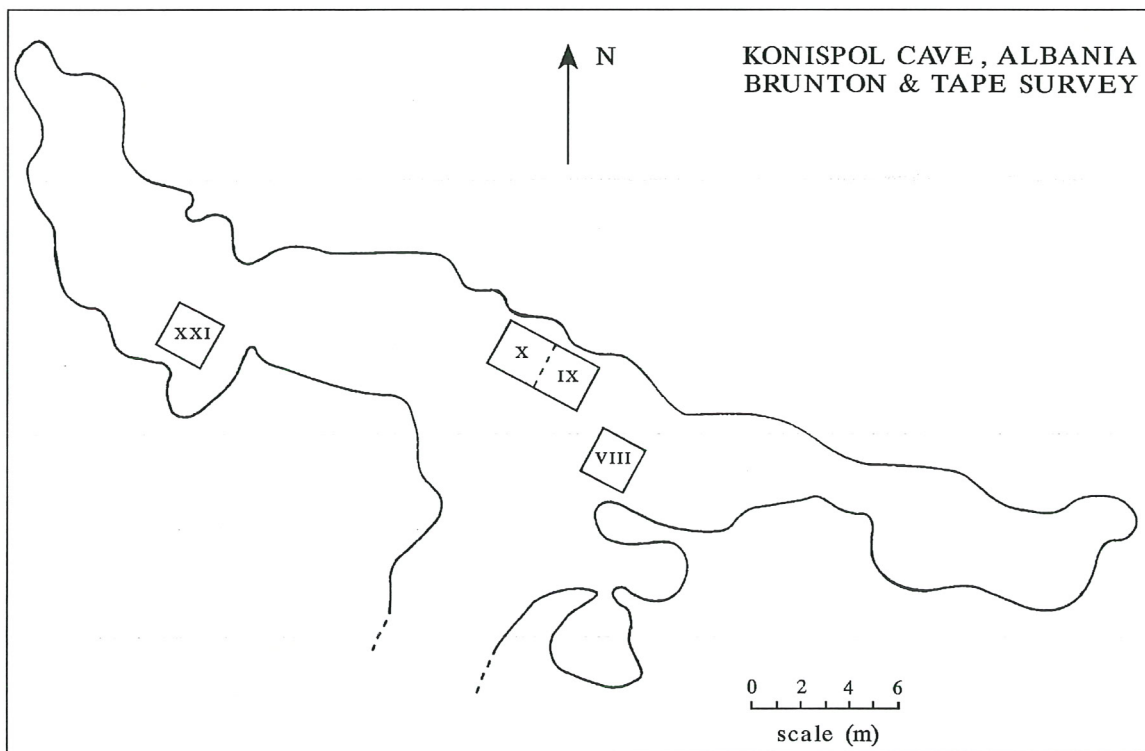 N
KONISPOL CAVE, ALBANIA
BRUNTON & TAPE SURVEY
XXI
X
IX
VIII
0 2 4 6
scale (m)